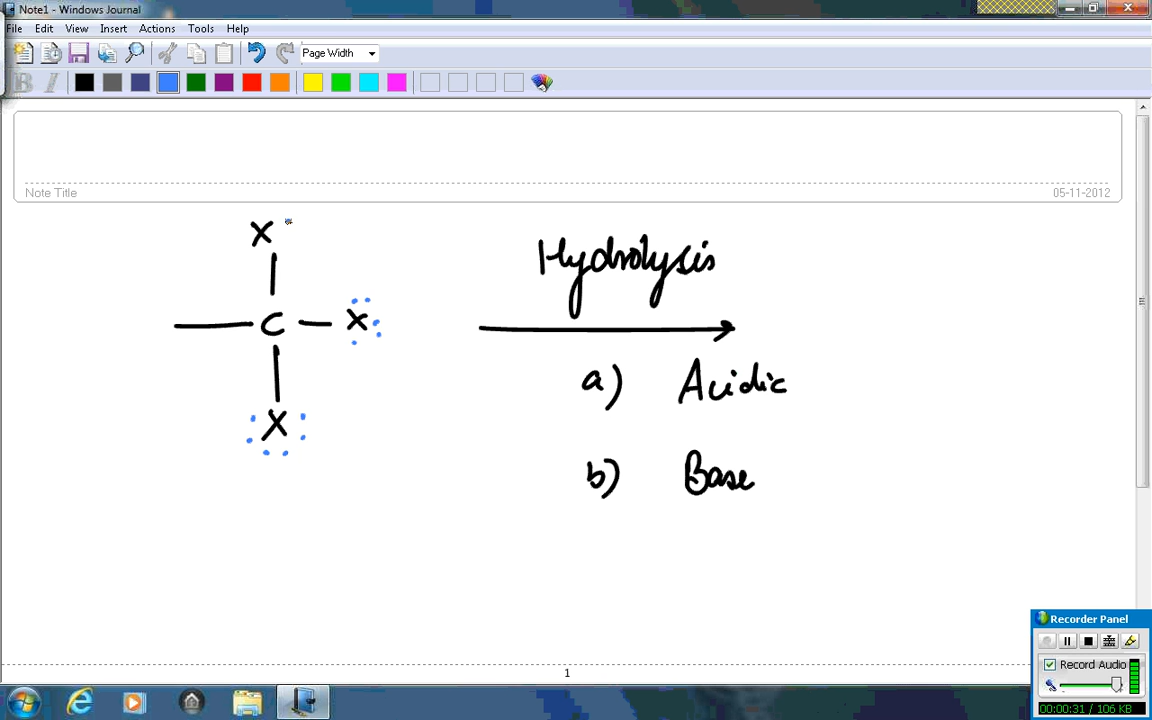 Note1 - Windows Journal
File Edit View Insert Actions Tools Help
Page Width
B I
Note Title 05-11-2012
X
C X
X
Hydrolysis
a) Acidic
b) Base
1
Recorder Panel
Record Audio
00:00:31 / 106 KB